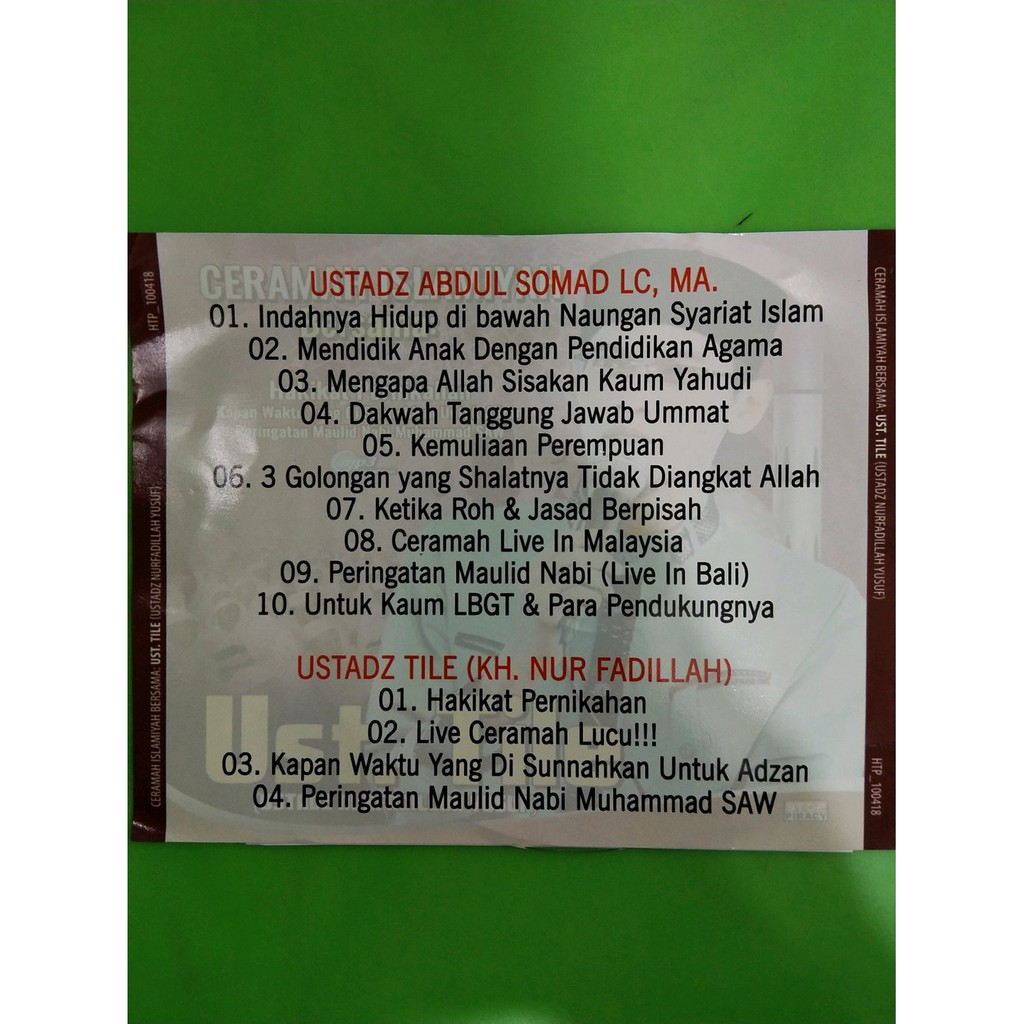 USTADZ ABDUL SOMAD LC, MA.
01. Indahnya Hidup di bawah Naungan Syariat Islam
02. Mendidik Anak Dengan Pendidikan Agama
03. Mengapa Allah Sisakan Kaum Yahudi
04. Dakwah Tanggung Jawab Ummat
05. Kemuliaan Perempuan
06. 3 Golongan yang Shalatnya Tidak Diangkat Allah
07. Ketika Roh & Jasad Berpisah
08. Ceramah Live In Malaysia
09. Peringatan Maulid Nabi (Live In Bali)
10. Untuk Kaum LBGT & Para Pendukungnya
USTADZ TILE (KH. NUR FADILLAH)
01. Hakikat Pernikahan
02. Live Ceramah Lucu!!!
03. Kapan Waktu Yang Di Sunnahkan Untuk Adzan
04. Peringatan Maulid Nabi Muhammad SAW
CERAMAH ISLAMIYAH BERSAMA: UST. TILE (USTADZ NURFADILLAH YUSUF)
HTP_100418
CERAMAH ISLAMIYAH BERSAMA: UST. TILE (USTADZ NURFADILLAH YUSUF)
HTP_100418
Ust. Tile
PIRACY